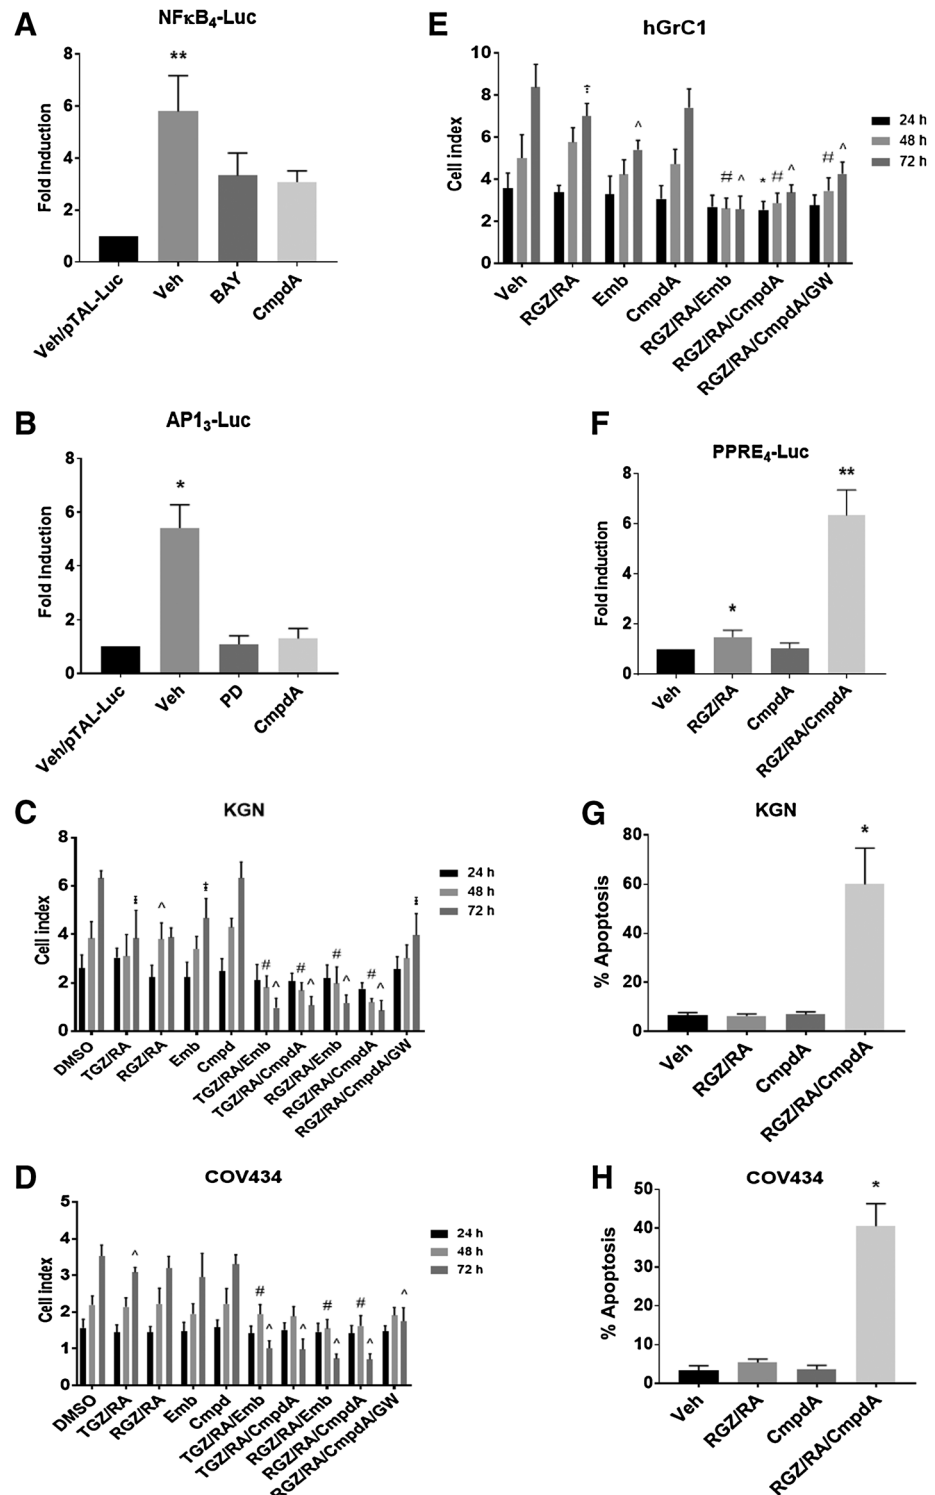 A
NFκB4-Luc
Fold induction
8
6
4
2
0
**
Veh/pTAL-Luc
Veh
BAY
CmpdA
B
AP13-Luc
Fold induction
8
6
4
2
0
*
Veh/pTAL-Luc
Veh
PD
CmpdA
C
KGN
Cell index
8
6
4
2
0
‡ ^ ‡ # ^ # ^ # ^ # ^ ‡
24 h
48 h
72 h
DMSO
TGZ/RA
RGZ/RA
Emb
Cmpd
TGZ/RA/Emb
TGZ/RA/CmpdA
RGZ/RA/Emb
RGZ/RA/CmpdA
RGZ/RA/CmpdA/GW
D
COV434
Cell index
5
4
3
2
1
0
^ # ^ ^ # ^ # ^ ^
24 h
48 h
72 h
DMSO
TGZ/RA
RGZ/RA
Emb
Cmpd
TGZ/RA/Emb
TGZ/RA/CmpdA
RGZ/RA/Emb
RGZ/RA/CmpdA
RGZ/RA/CmpdA/GW
E
hGrC1
Cell index
10
8
6
4
2
0
‡ ^ # ^ * # ^ # ^
24 h
48 h
72 h
Veh
RGZ/RA
Emb
CmpdA
RGZ/RA/Emb
RGZ/RA/CmpdA
RGZ/RA/CmpdA/GW
F
PPRE4-Luc
Fold induction
8
6
4
2
0
*
**
Veh
RGZ/RA
CmpdA
RGZ/RA/CmpdA
G
KGN
% Apoptosis
80
60
40
20
0
*
Veh
RGZ/RA
CmpdA
RGZ/RA/CmpdA
H
COV434
% Apoptosis
50
40
30
20
10
0
*
Veh
RGZ/RA
CmpdA
RGZ/RA/CmpdA